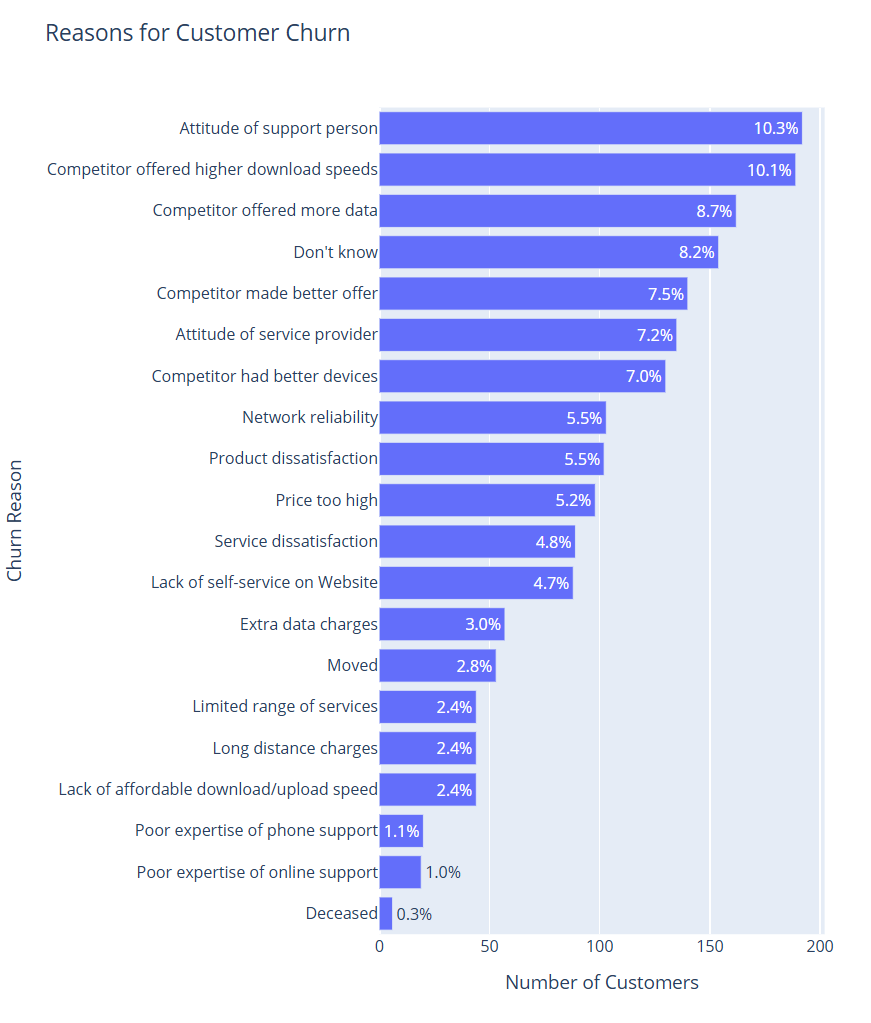 Reasons for Customer Churn
Churn Reason
Attitude of support person 10.3%
Competitor offered higher download speeds 10.1%
Competitor offered more data 8.7%
Don't know 8.2%
Competitor made better offer 7.5%
Attitude of service provider 7.2%
Competitor had better devices 7.0%
Network reliability 5.5%
Product dissatisfaction 5.5%
Price too high 5.2%
Service dissatisfaction 4.8%
Lack of self-service on Website 4.7%
Extra data charges 3.0%
Moved 2.8%
Limited range of services 2.4%
Long distance charges 2.4%
Lack of affordable download/upload speed 2.4%
Poor expertise of phone support 1.1%
Poor expertise of online support 1.0%
Deceased 0.3%
0 50 100 150 200
Number of Customers